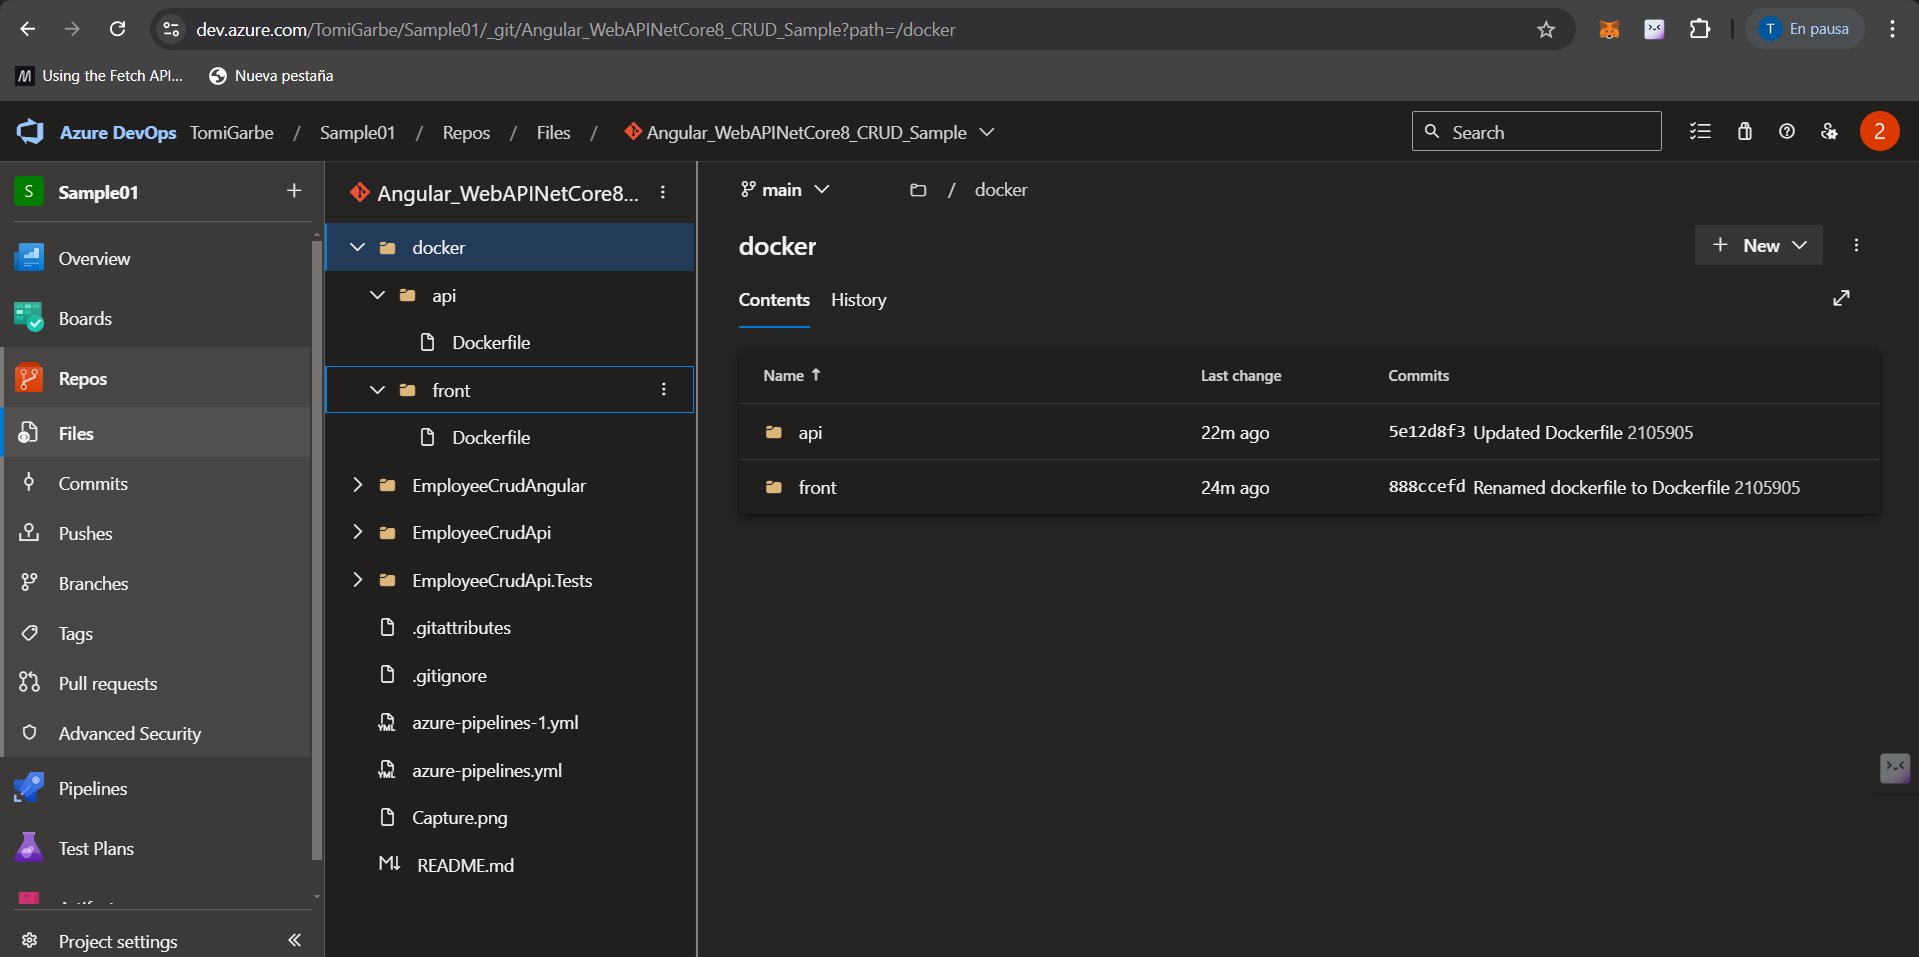 dev.azure.com/TomiGarbe/Sample01/_git/Angular_WebAPINetCore8_CRUD_Sample?path=/docker
T En pausa
Using the Fetch API...
Nueva pestaña
Azure DevOps TomiGarbe / Sample01 / Repos / Files / Angular_WebAPINetCore8_CRUD_Sample
Search
2
S Sample01
Overview
Boards
Repos
Files
Commits
Pushes
Branches
Tags
Pull requests
Advanced Security
Pipelines
Test Plans
Project settings
Angular_WebAPINetCore8...
docker
api
Dockerfile
front
Dockerfile
EmployeeCrudAngular
EmployeeCrudApi
EmployeeCrudApi.Tests
.gitattributes
.gitignore
YML azure-pipelines-1.yml
YML azure-pipelines.yml
Capture.png
M↓ README.md
main
/ docker
docker
New
Contents History
Name Last change Commits
api 22m ago 5e12d8f3 Updated Dockerfile 2105905
front 24m ago 888ccefd Renamed dockerfile to Dockerfile 2105905